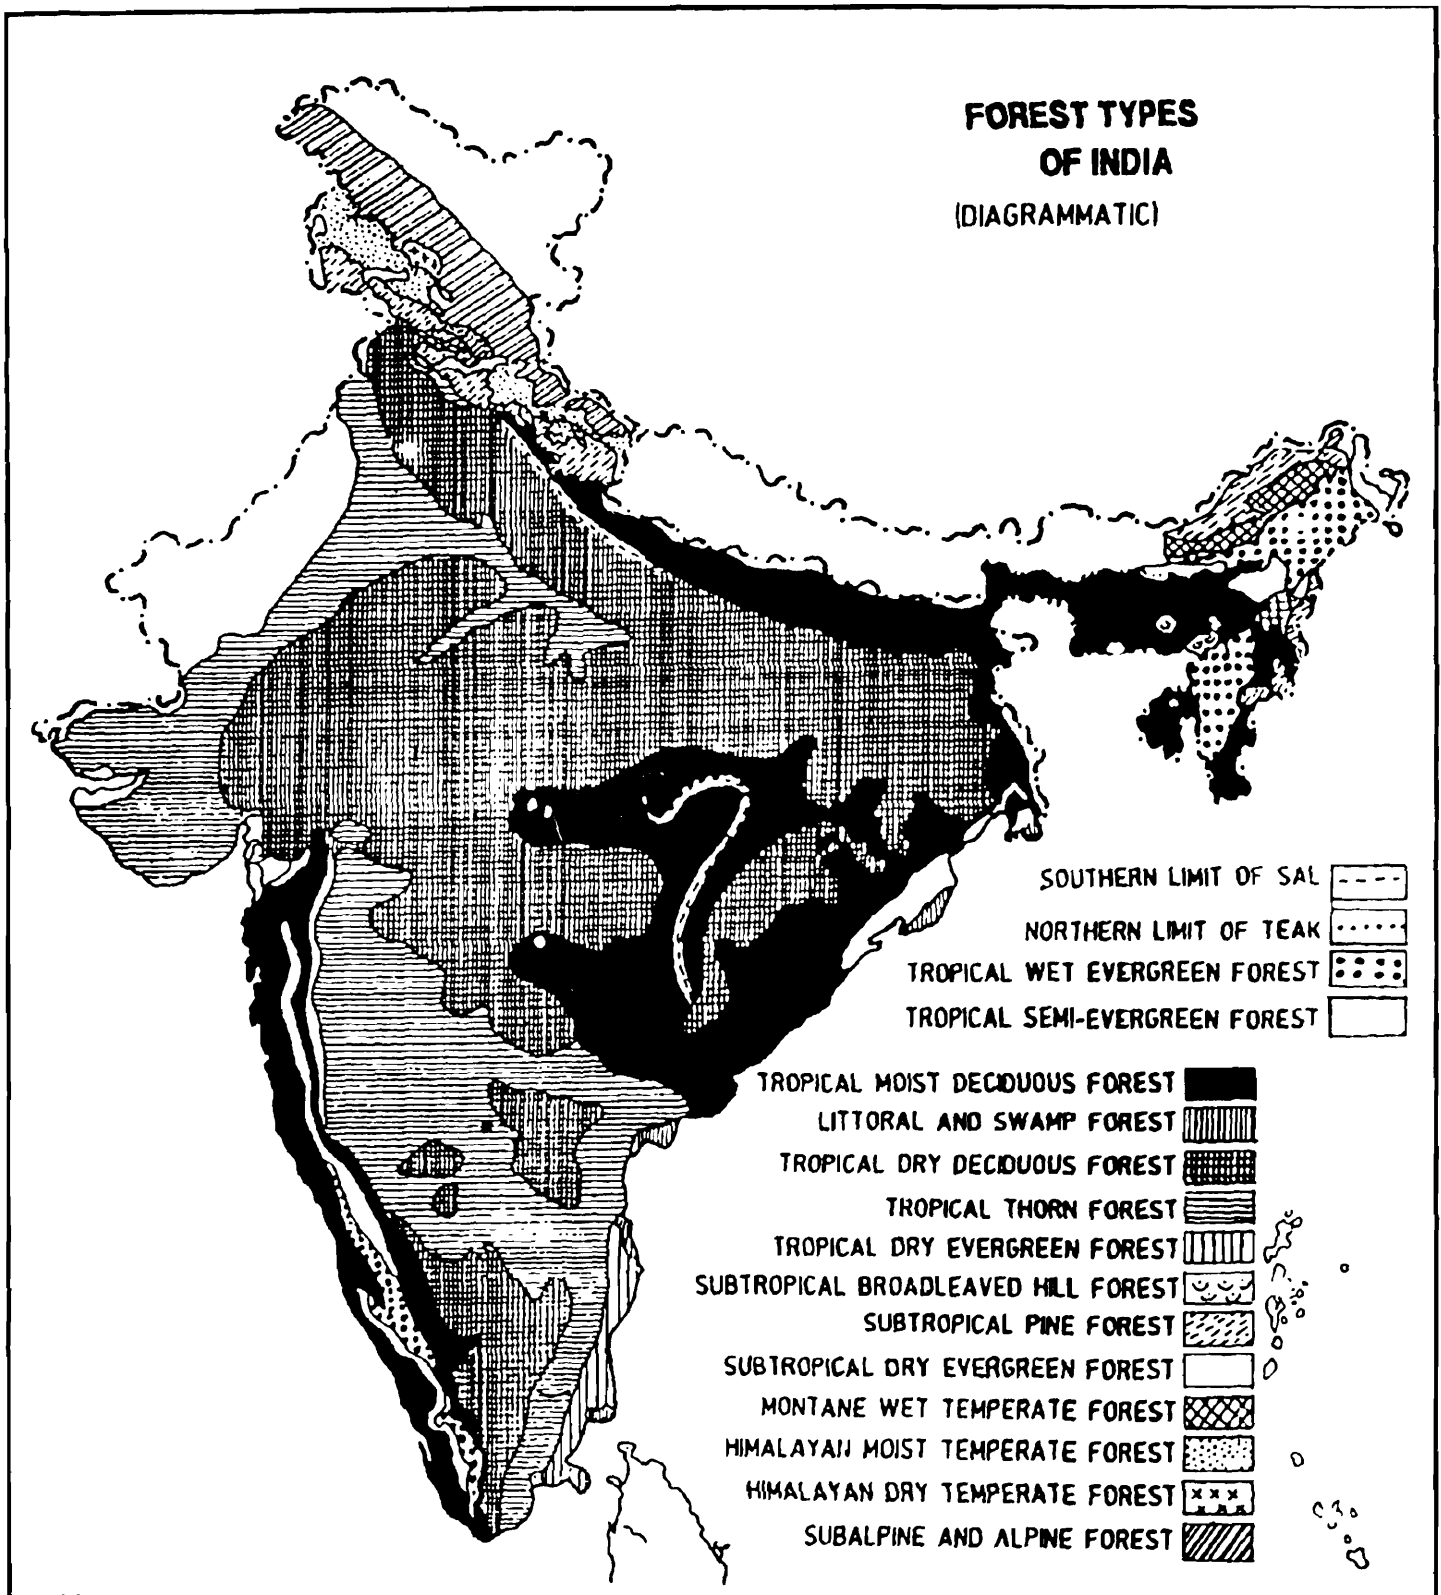 FOREST TYPES
OF INDIA
(DIAGRAMMATIC)
SOUTHERN LIMIT OF SAL
NORTHERN LIMIT OF TEAK
TROPICAL WET EVERGREEN FOREST
TROPICAL SEMI-EVERGREEN FOREST
TROPICAL MOIST DECIDUOUS FOREST
LITTORAL AND SWAMP FOREST
TROPICAL DRY DECIDUOUS FOREST
TROPICAL THORN FOREST
TROPICAL DRY EVERGREEN FOREST
SUBTROPICAL BROADLEAVED HILL FOREST
SUBTROPICAL PINE FOREST
SUBTROPICAL DRY EVERGREEN FOREST
MONTANE WET TEMPERATE FOREST
HIMALAYAN MOIST TEMPERATE FOREST
HIMALAYAN DRY TEMPERATE FOREST
SUBALPINE AND ALPINE FOREST